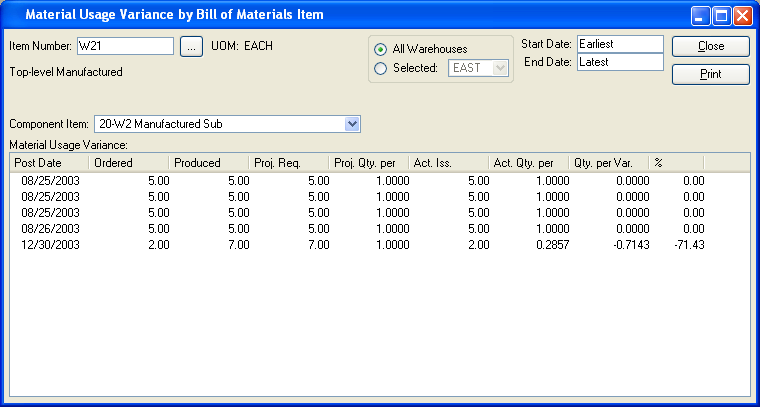 Material Usage Variance by Bill of Materials Item
Item Number: W21 ... UOM: EACH
All Warehouses
Selected: EAST
Start Date: Earliest
End Date: Latest
Close
Print
Top-level Manufactured
Component Item: 20-W2 Manufactured Sub
Material Usage Variance:
Post Date Ordered Produced Proj. Req. Proj. Qty. per Act. Iss. Act. Qty. per Qty. per Var. %
08/25/2003 5.00 5.00 5.00 1.0000 5.00 1.0000 0.0000 0.00
08/25/2003 5.00 5.00 5.00 1.0000 5.00 1.0000 0.0000 0.00
08/25/2003 5.00 5.00 5.00 1.0000 5.00 1.0000 0.0000 0.00
08/26/2003 5.00 5.00 5.00 1.0000 5.00 1.0000 0.0000 0.00
12/30/2003 2.00 7.00 7.00 1.0000 2.00 0.2857 -0.7143 -71.43